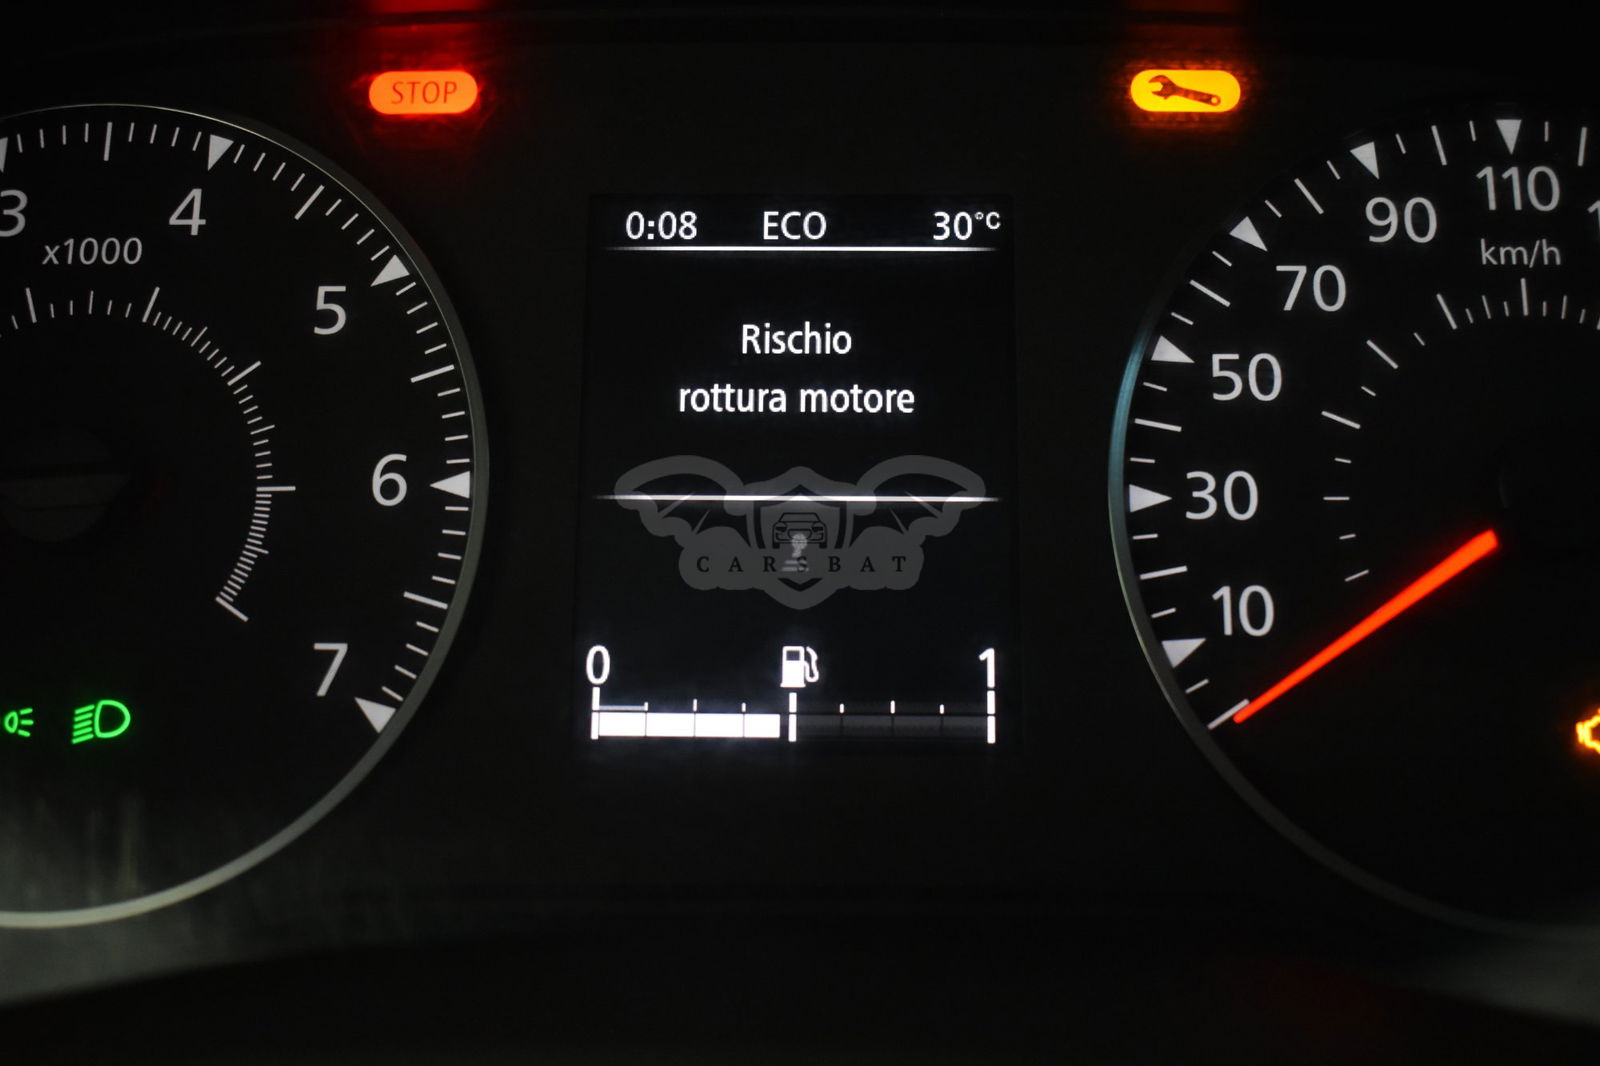 STOP
3
4
x1000
5
6
7
0:08 ECO 30°C
Rischio
rottura motore
CARSBAT
0 1
110
90
km/h
70
50
30
10